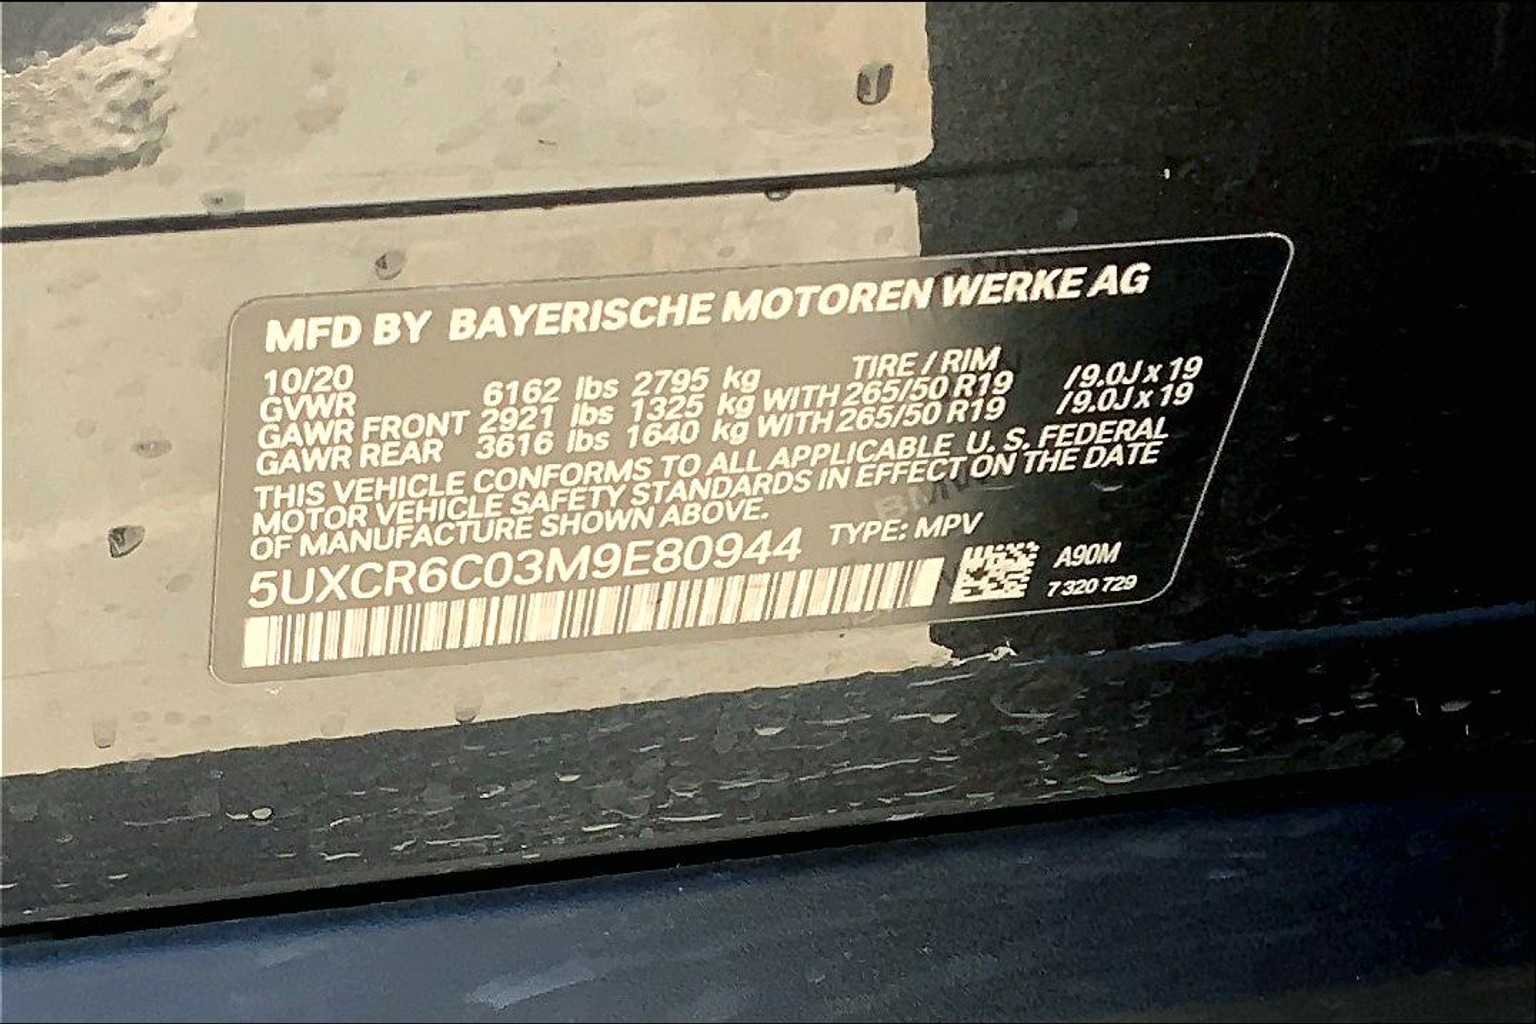 MFD BY BAYERISCHE MOTOREN WERKE AG
10/20 TIRE / RIM
GVWR 6162 lbs 2795 kg
GAWR FRONT 2921 lbs 1325 kg WITH 265/50 R19 /9.0J x 19
GAWR REAR 3616 lbs 1640 kg WITH 265/50 R19 /9.0J x 19
THIS VEHICLE CONFORMS TO ALL APPLICABLE U. S. FEDERAL
MOTOR VEHICLE SAFETY STANDARDS IN EFFECT ON THE DATE
OF MANUFACTURE SHOWN ABOVE.
5UXCR6C03M9E80944 TYPE: MPV
A90M
7 320 729
BMW